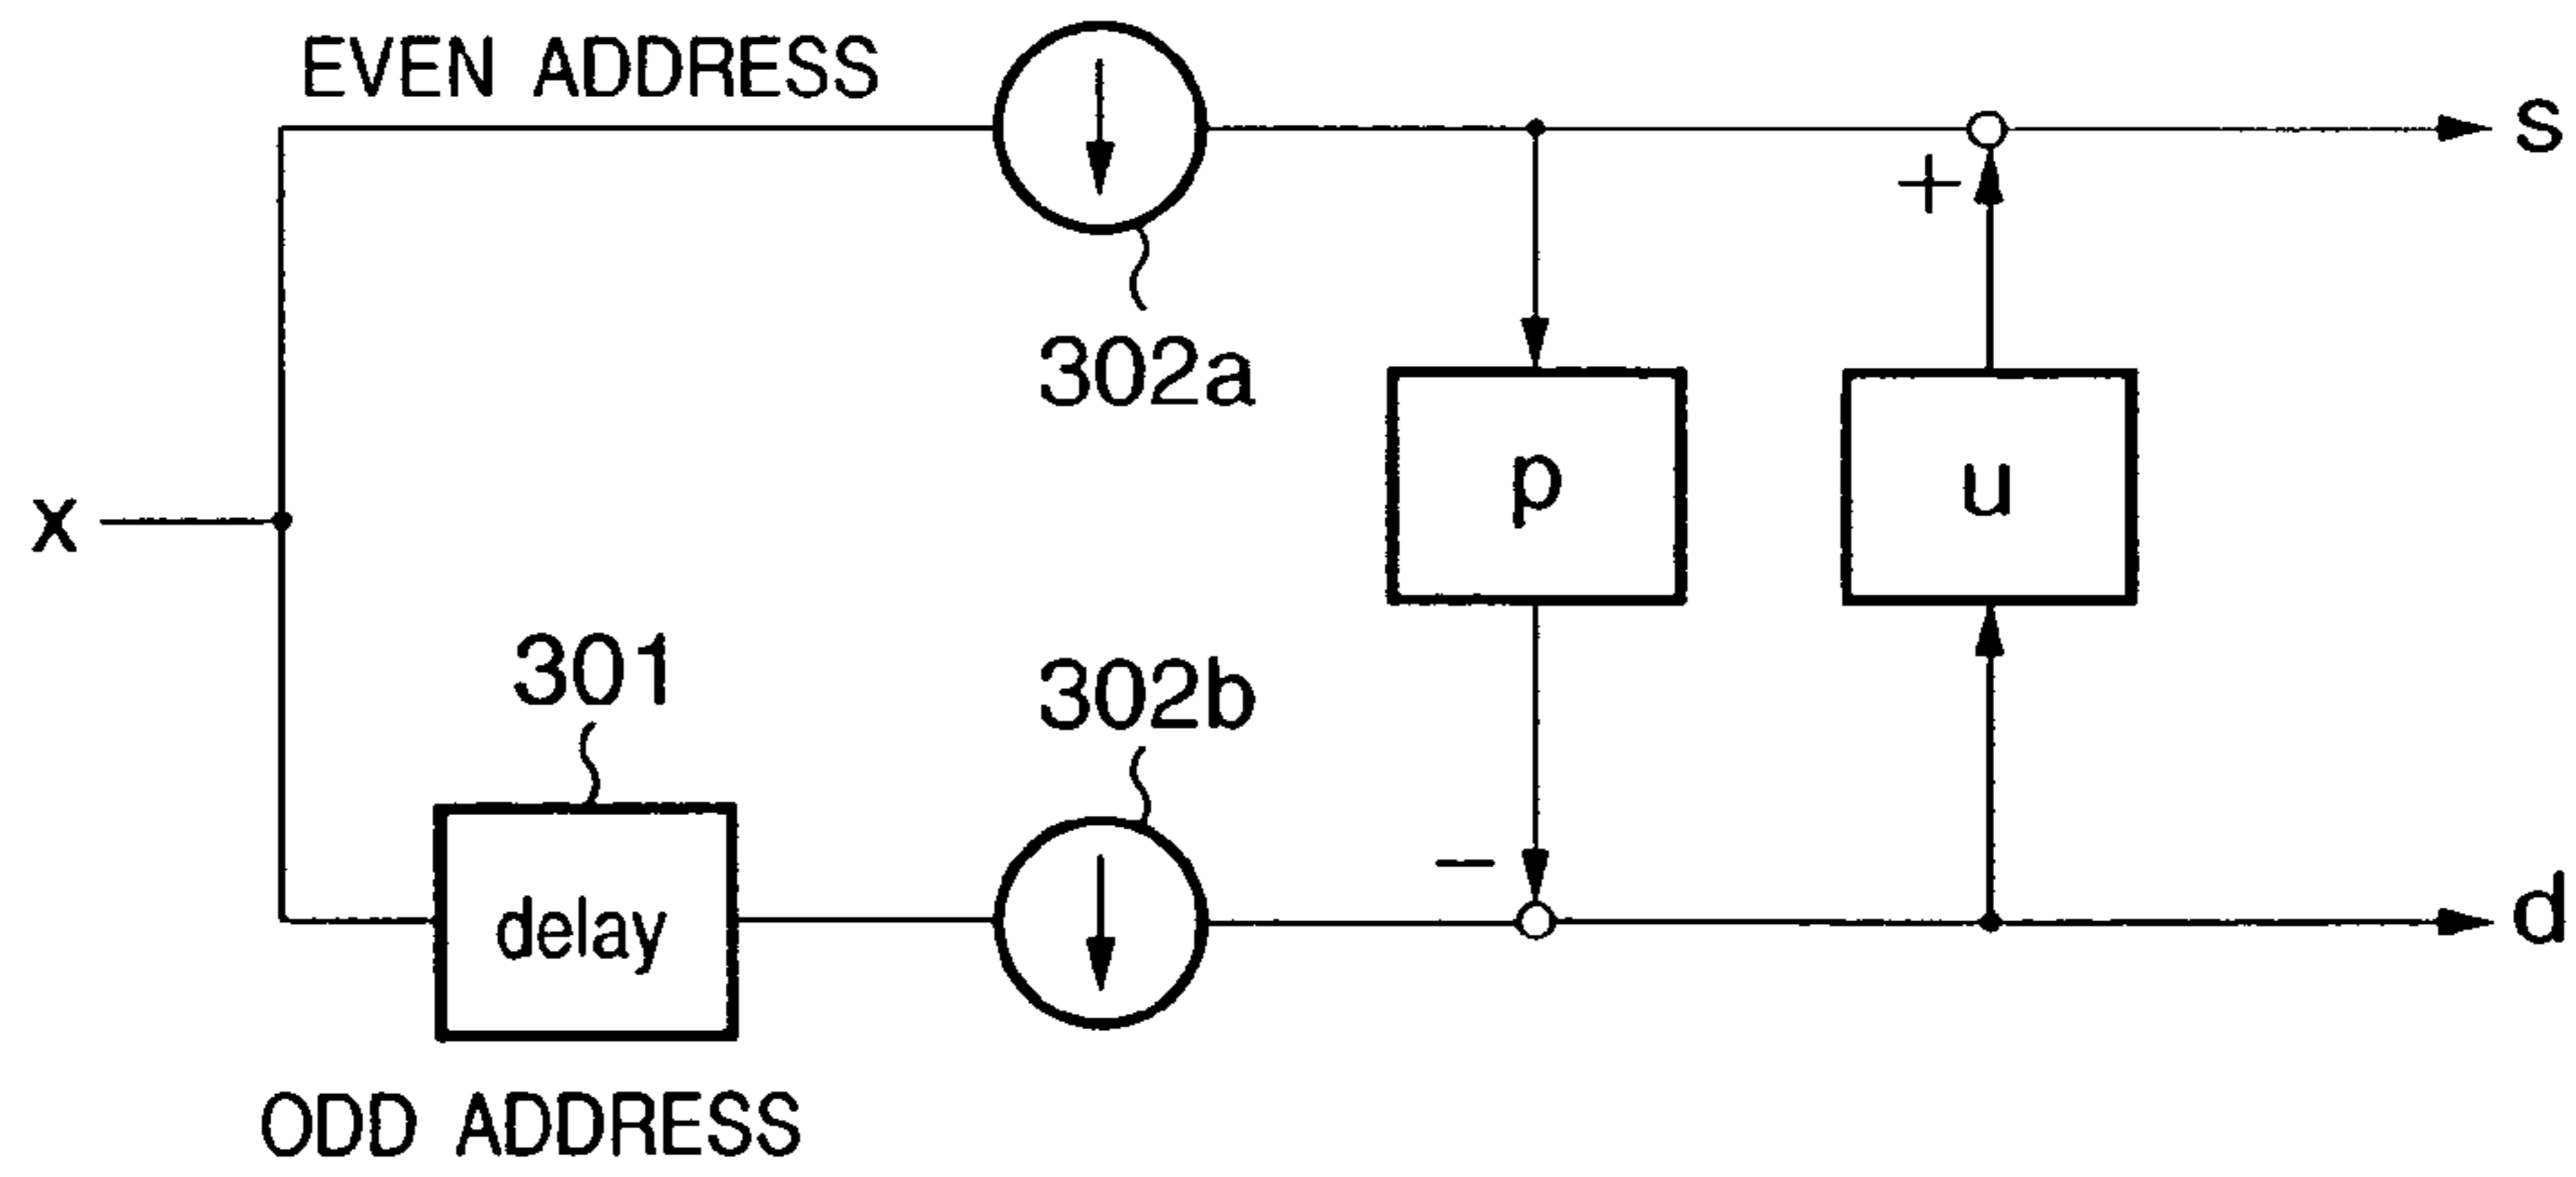 EVEN ADDRESS
s
+
302a
p
u
x
301
302b
−
delay
d
ODD ADDRESS